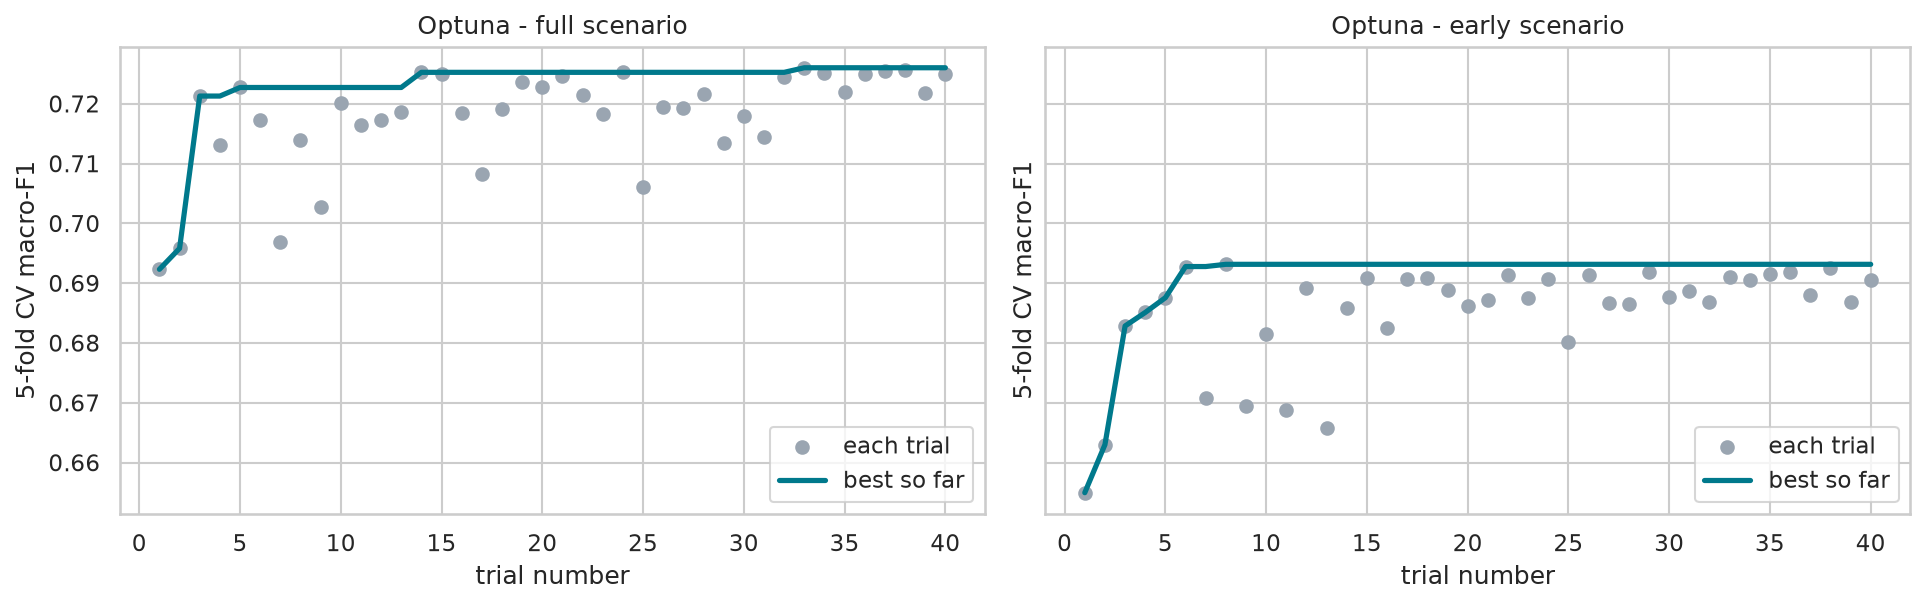 Optuna - full scenario
5-fold CV macro-F1
0.72
0.71
0.70
0.69
0.68
0.67
0.66
each trial
best so far
0 5 10 15 20 25 30 35 40
trial number
Optuna - early scenario
5-fold CV macro-F1
each trial
best so far
0 5 10 15 20 25 30 35 40
trial number